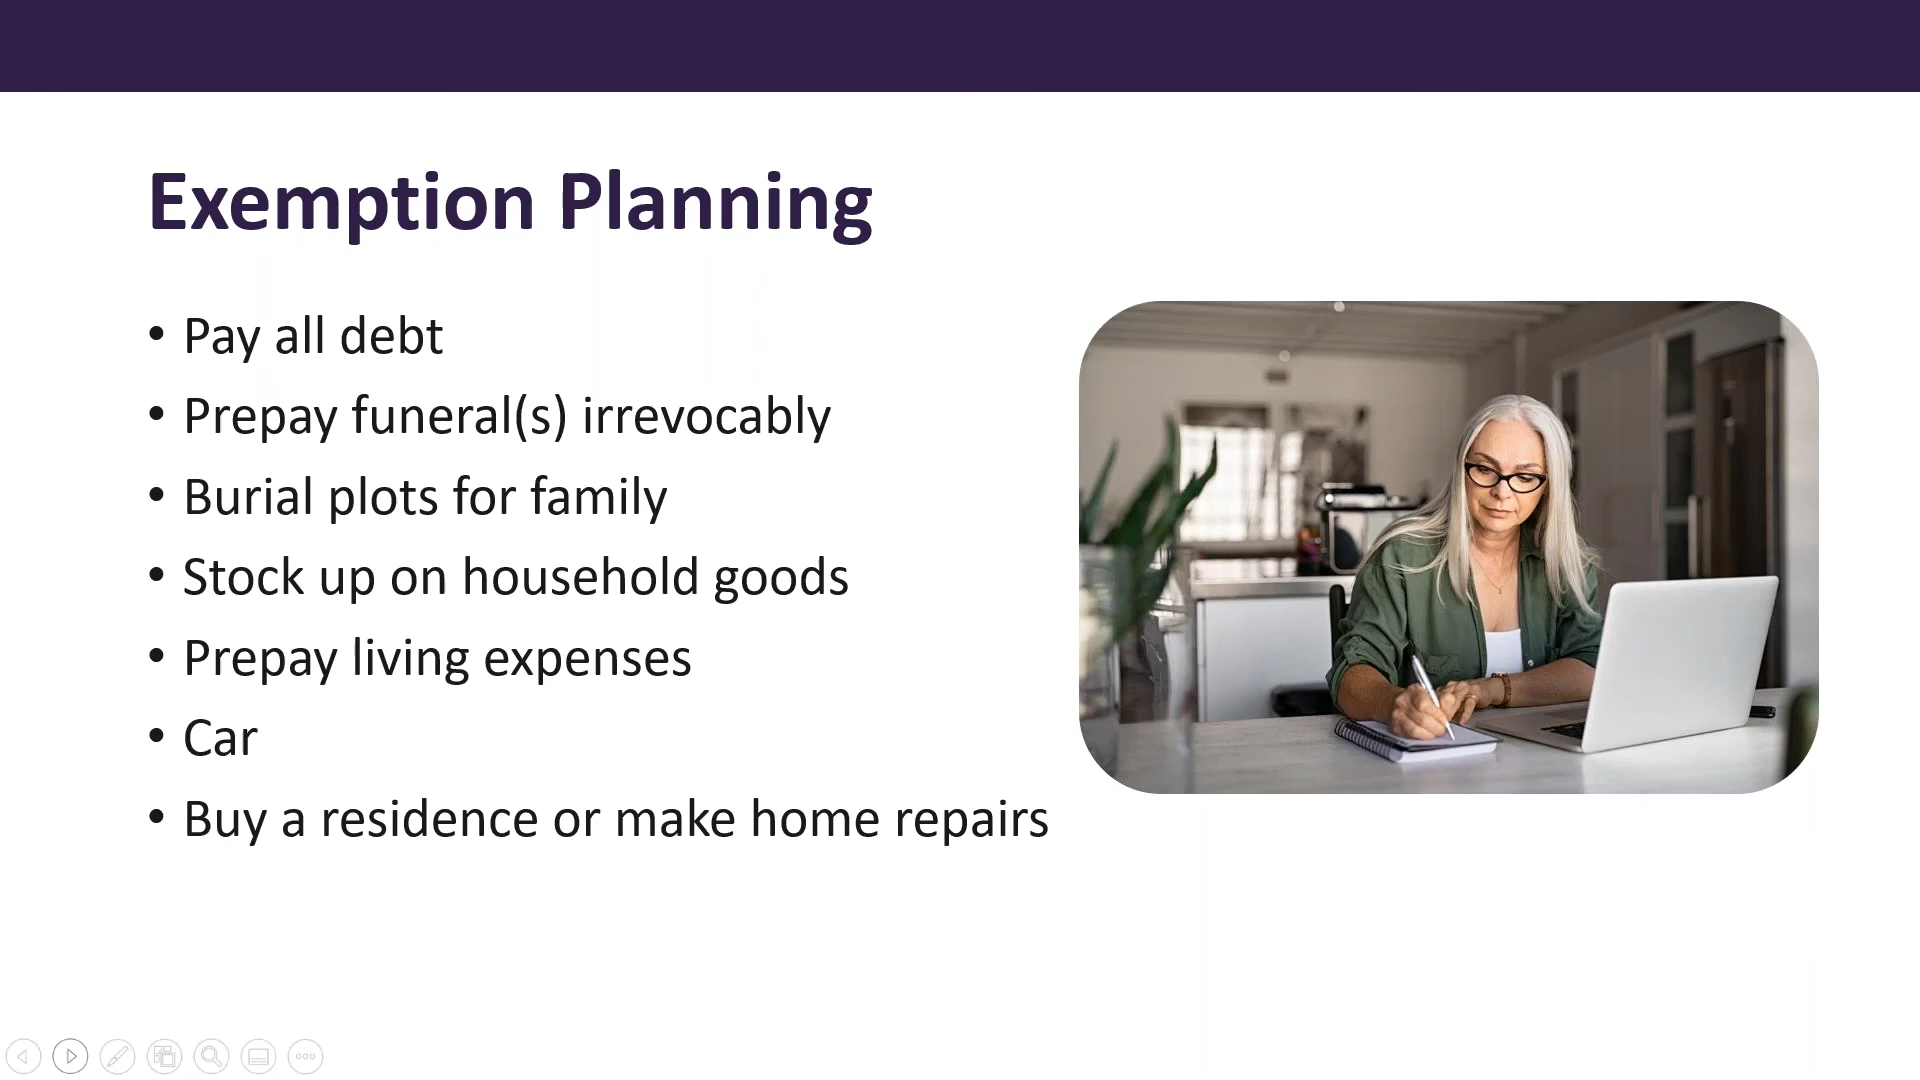 Exemption Planning
• Pay all debt
• Prepay funeral(s) irrevocably
• Burial plots for family
• Stock up on household goods
• Prepay living expenses
• Car
• Buy a residence or make home repairs